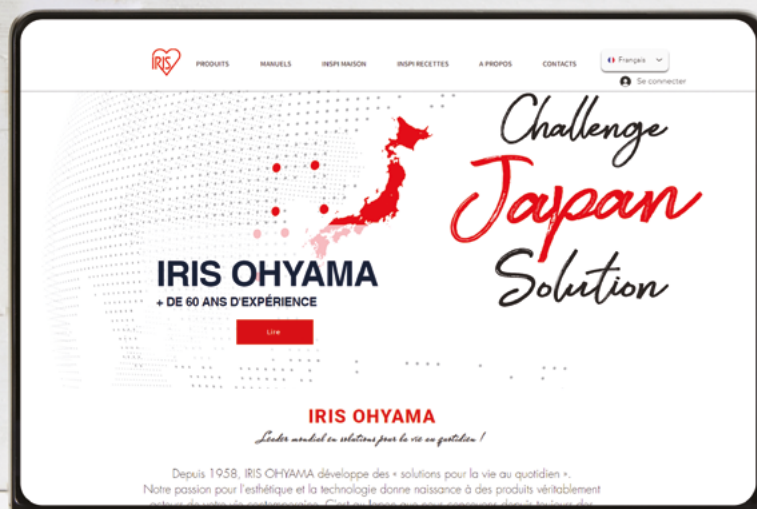 IRIS
PRODUITS MANUELS INSPI MAISON INSPI RECETTES A PROPOS CONTACTS Français
Se connecter
Challenge
Japan
Solution
IRIS OHYAMA
+ DE 60 ANS D'EXPÉRIENCE
Lire
IRIS OHYAMA
Leader mondial en solutions pour la vie au quotidien !
Depuis 1958, IRIS OHYAMA développe des « solutions pour la vie au quotidien ».
Notre passion pour l'esthétique et la technologie donne naissance à des produits véritablement